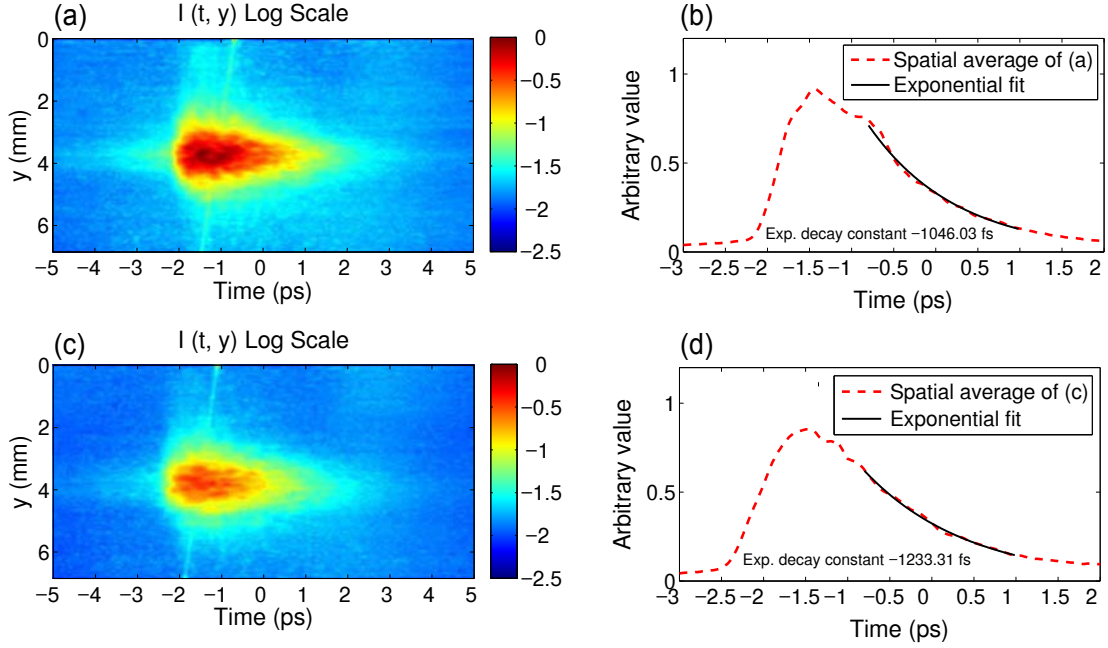 (a)
I (t, y) Log Scale
y (mm)
0
2
4
6
−5 −4 −3 −2 −1 0 1 2 3 4 5
Time (ps)
0
−0.5
−1.0
−1.5
−2
−2.5
(b)
Arbitrary value
1
0.5
0
Spatial average of (a)
Exponential fit
Exp. decay constant −1046.03 fs
−3 −2.5 −2 −1.5 −1 −0.5 0 0.5 1 1.5 2
Time (ps)
(c)
I (t, y) Log Scale
y (mm)
0
2
4
6
−5 −4 −3 −2 −1 0 1 2 3 4 5
Time (ps)
0
−0.5
−1.0
−1.5
−2
−2.5
(d)
Arbitrary value
1
0.5
0
Spatial average of (c)
Exponential fit
Exp. decay constant −1233.31 fs
−3 −2.5 −2 −1.5 −1 −0.5 0 0.5 1 1.5 2
Time (ps)